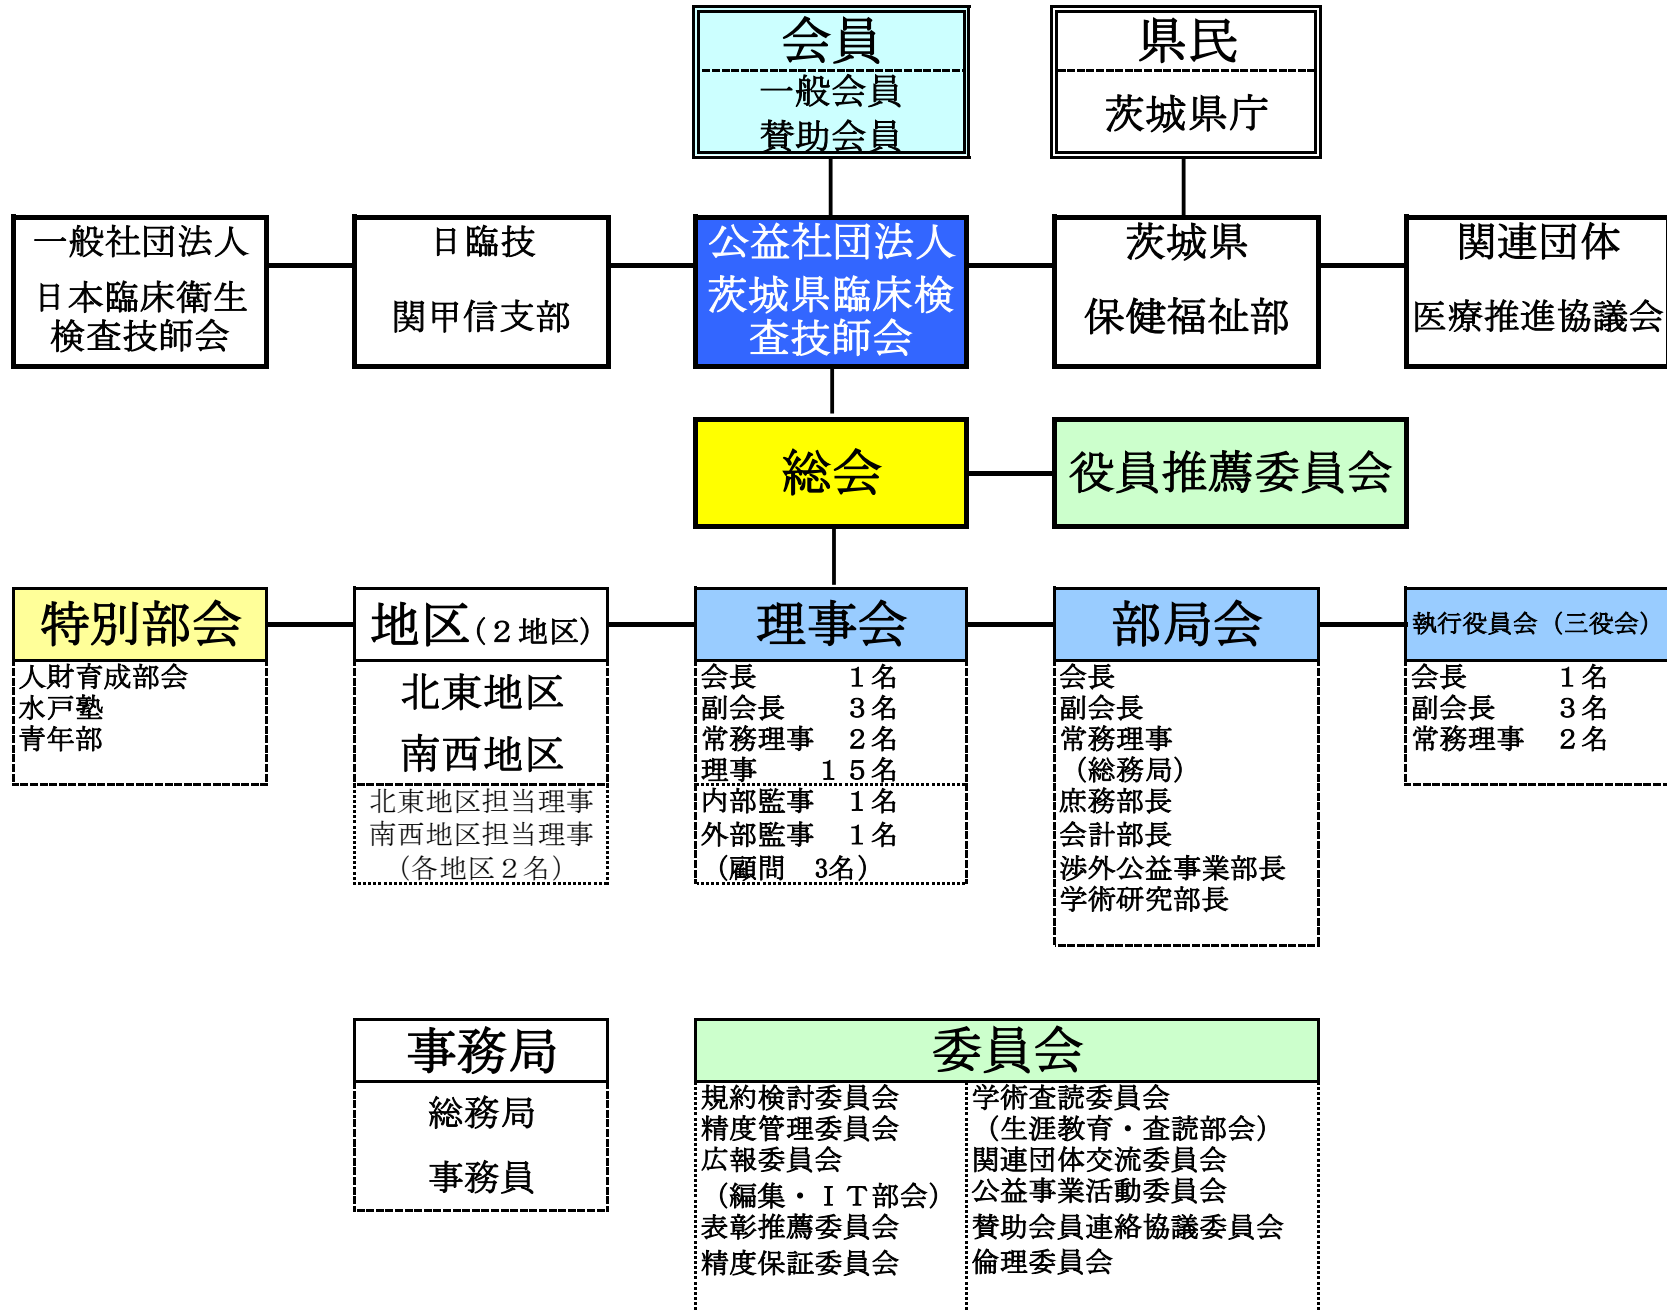 会員
一般会員
賛助会員
県民
茨城県庁
一般社団法人
日本臨床衛生
検査技師会
日臨技
関甲信支部
公益社団法人
茨城県臨床検
査技師会
茨城県
保健福祉部
関連団体
医療推進協議会
総会
役員推薦委員会
特別部会
人財育成部会
水戸塾
青年部
地区(２地区)
北東地区
南西地区
北東地区担当理事
南西地区担当理事
(各地区２名)
理事会
会長　　　１名
副会長　　３名
常務理事　２名
理事　　１５名
内部監事　１名
外部監事　１名
（顧問　3名）
部局会
会長
副会長
常務理事
（総務局）
庶務部長
会計部長
渉外公益事業部長
学術研究部長
執行役員会（三役会）
会長　　　１名
副会長　　３名
常務理事　２名
事務局
総務局
事務員
委員会
規約検討委員会
精度管理委員会
広報委員会
（編集・ＩＴ部会）
表彰推薦委員会
精度保証委員会
学術査読委員会
（生涯教育・査読部会）
関連団体交流委員会
公益事業活動委員会
賛助会員連絡協議委員会
倫理委員会